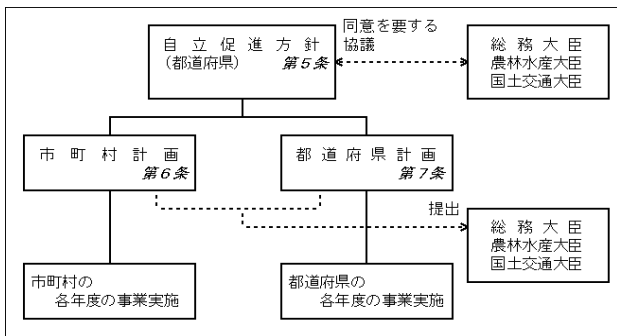 自立促進方針
(都道府県) 第5条
同意を要する
協議
総務大臣
農林水産大臣
国土交通大臣
市町村計画
第6条
都道府県計画
第7条
提出
総務大臣
農林水産大臣
国土交通大臣
市町村の
各年度の事業実施
都道府県の
各年度の事業実施